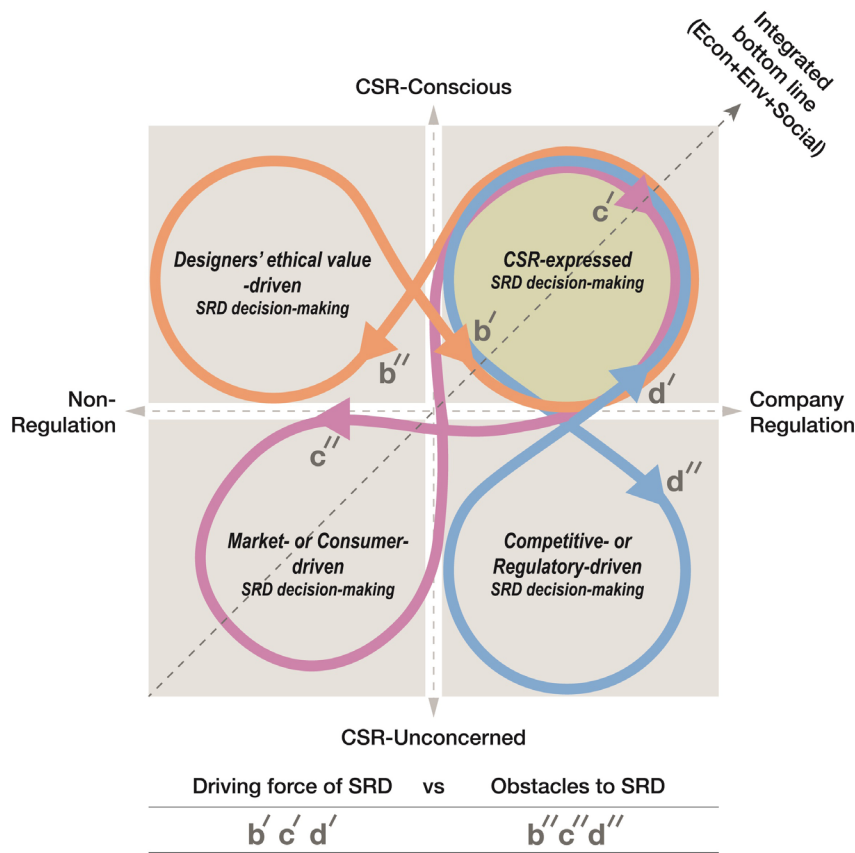 Integrated
bottom line
(Econ+Env+Social)
CSR-Conscious
Designers' ethical value
-driven
SRD decision-making
CSR-expressed
SRD decision-making
c′
b′
b″
d′
Non-
Regulation
Company
Regulation
c″
d″
Market- or Consumer-
driven
SRD decision-making
Competitive- or
Regulatory-driven
SRD decision-making
CSR-Unconcerned
Driving force of SRD vs Obstacles to SRD
b′ c′ d′ b″ c″ d″